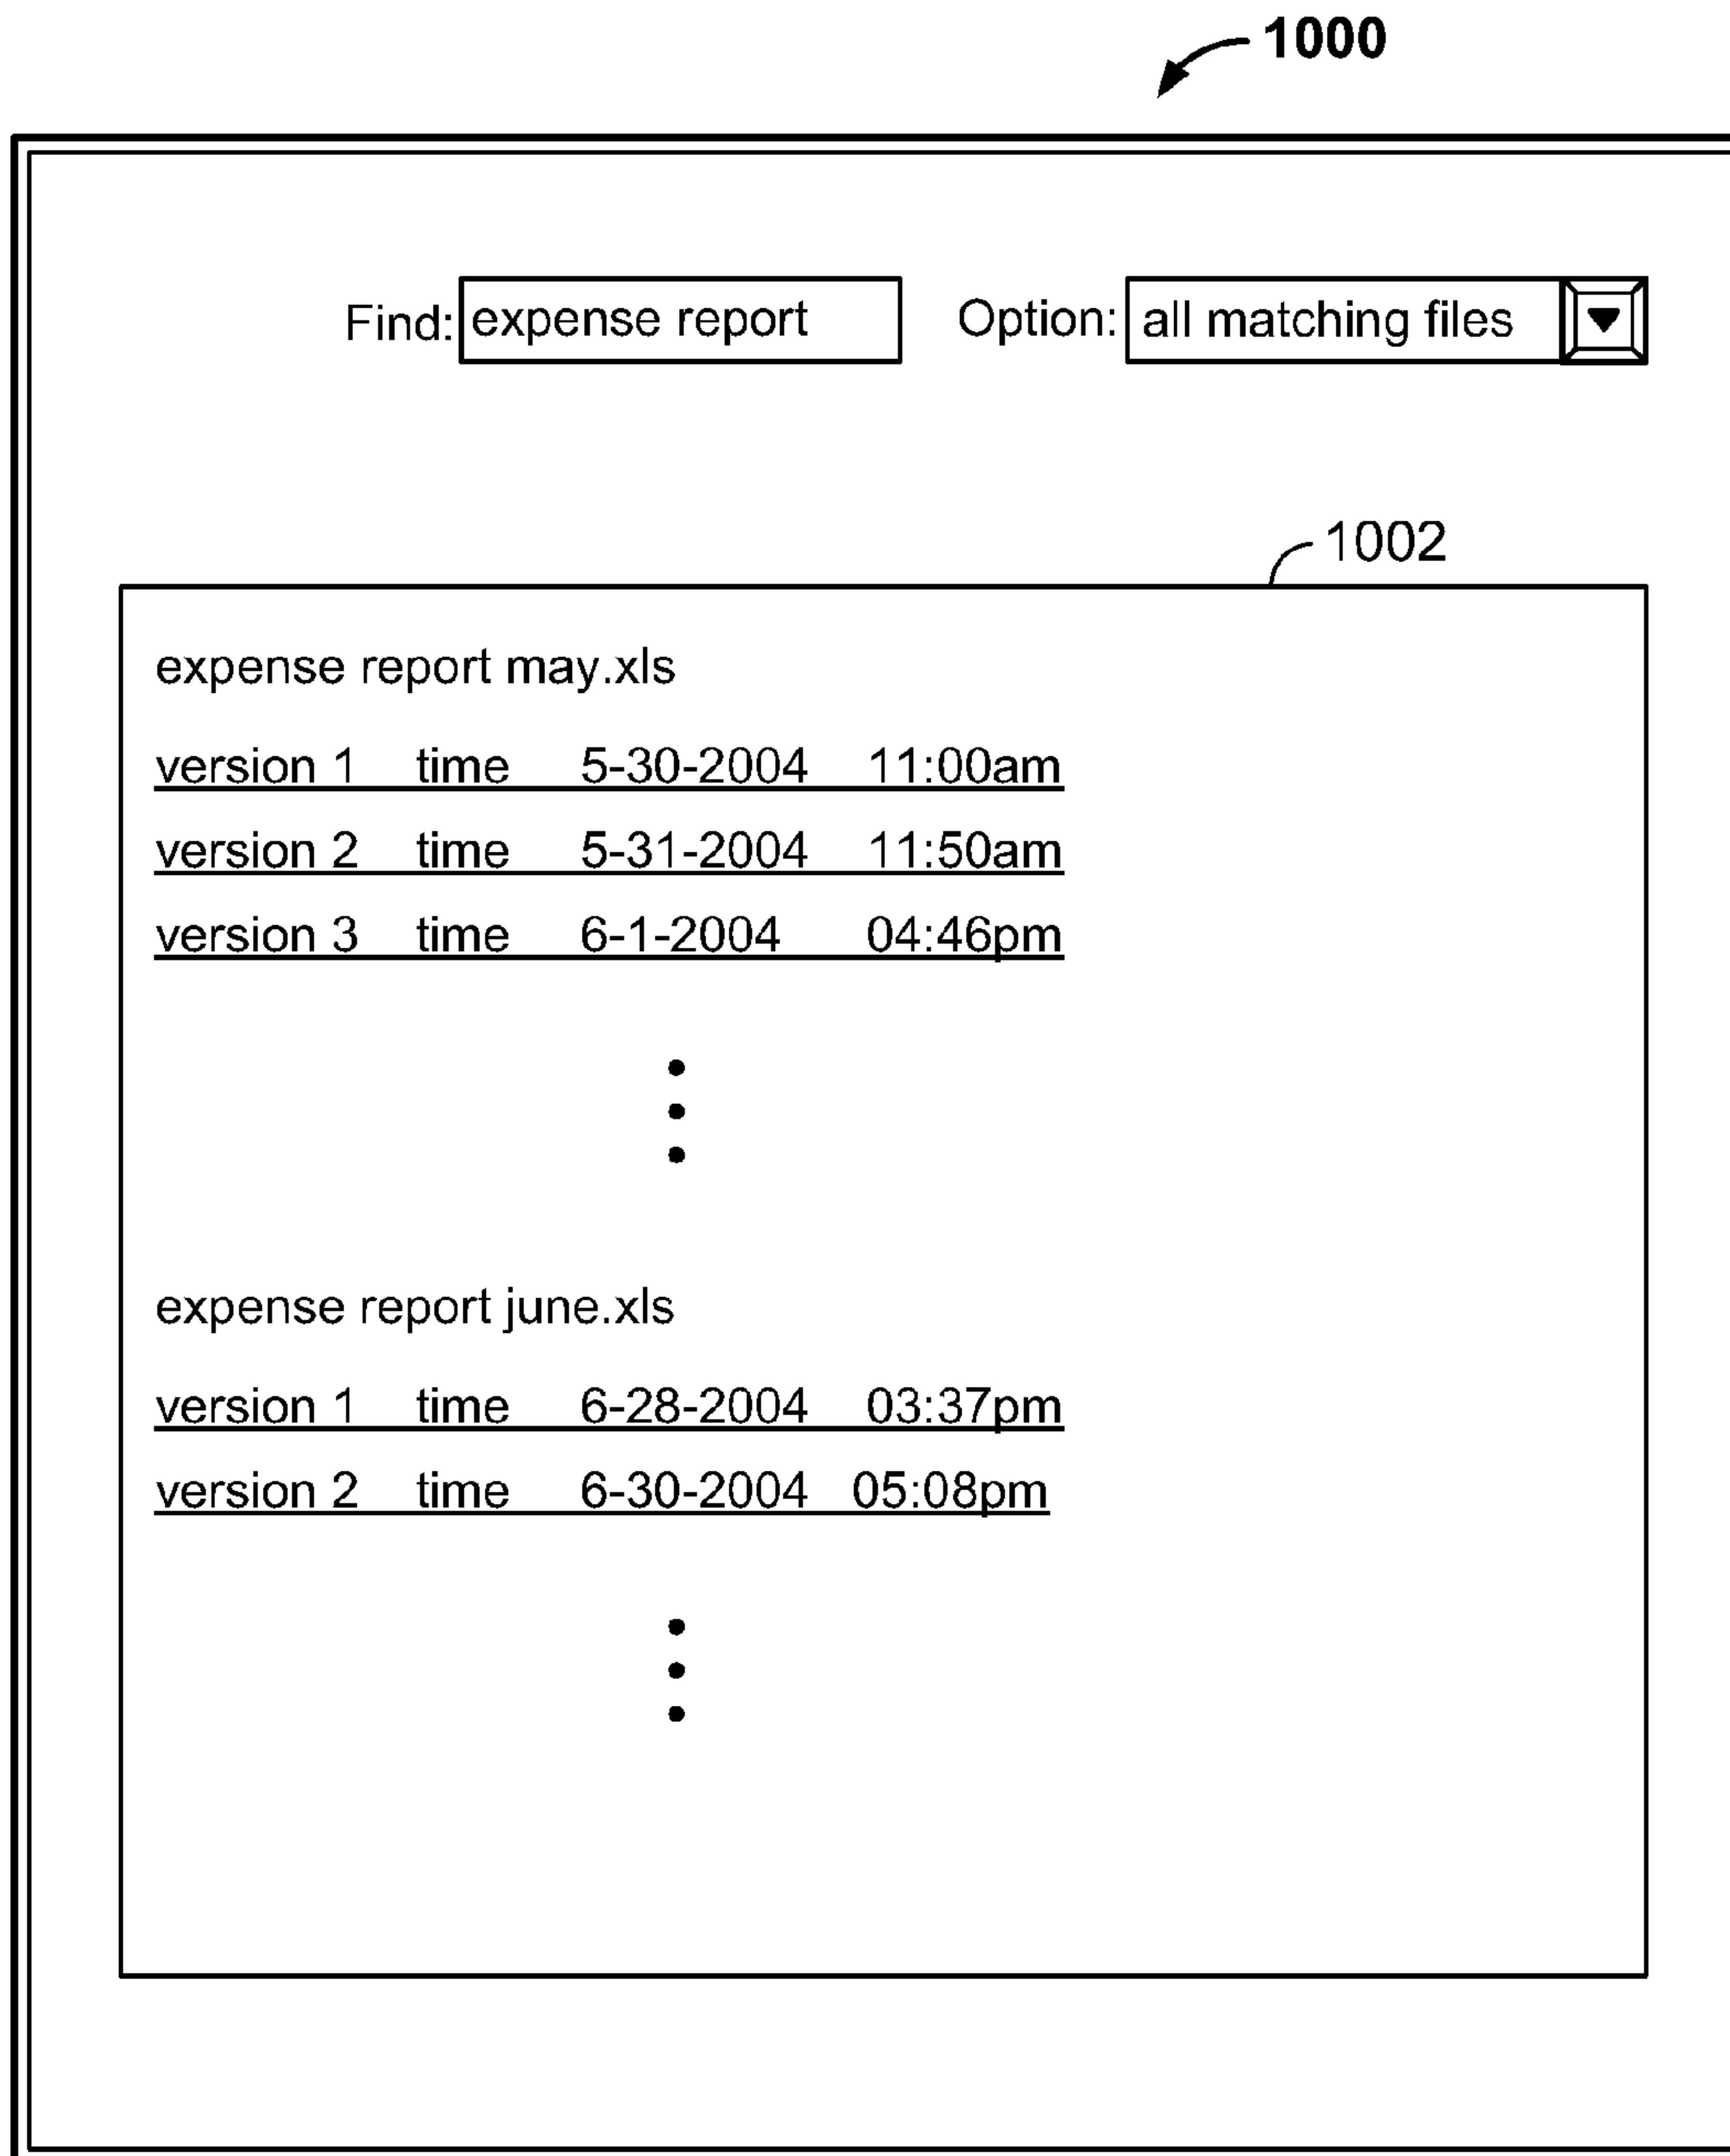 1000
Find: expense report Option: all matching files
1002
expense report may.xls
version 1 time 5-30-2004 11:00am
version 2 time 5-31-2004 11:50am
version 3 time 6-1-2004 04:46pm
expense report june.xls
version 1 time 6-28-2004 03:37pm
version 2 time 6-30-2004 05:08pm